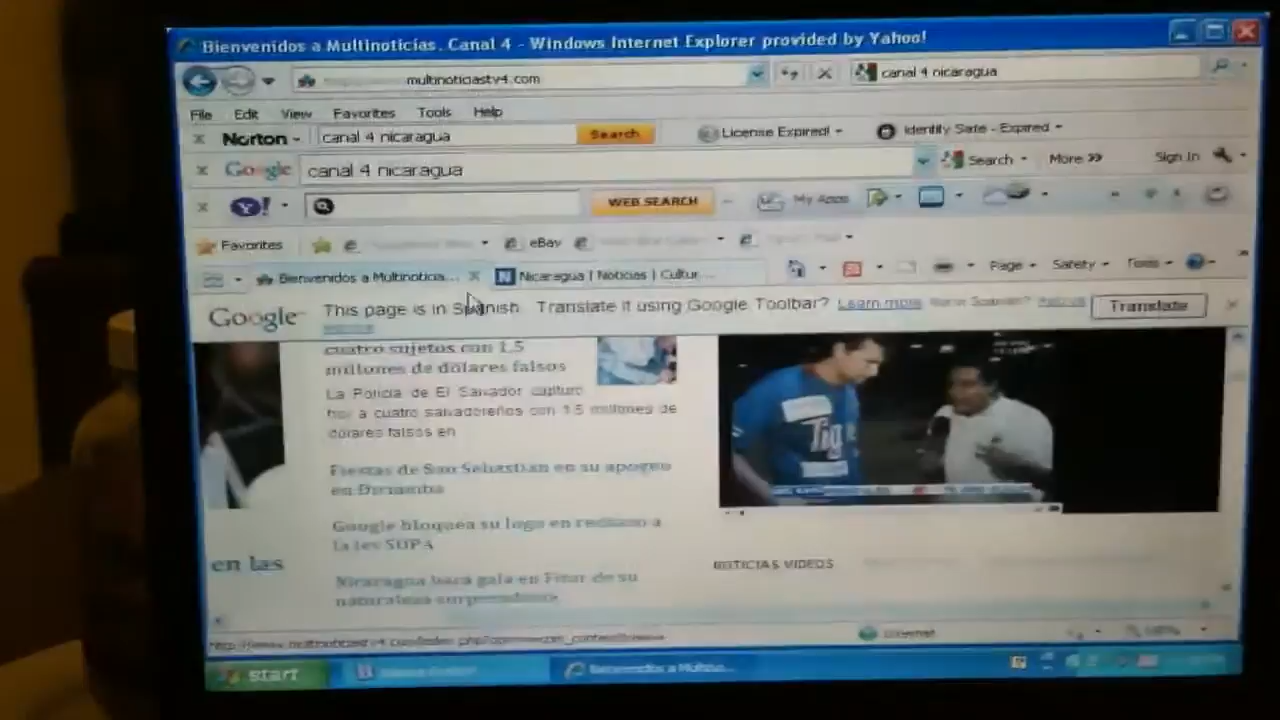 Bienvenidos a Multinoticias. Canal 4 - Windows Internet Explorer provided by Yahoo!
multinoticiastv4.com
canal 4 nicaragua
File Edit View Favorites Tools Help
Norton canal 4 nicaragua Search License Expired! Identity Safe - Expired
Google canal 4 nicaragua Search More Sign In
Y! WEB SEARCH My Apps
Favorites eBay
Bienvenidos a Multinoticia... Nicaragua | Noticias | Cultur... Page Safety Tools
Google This page is in Spanish Translate it using Google Toolbar? Learn more Translate
cuatro sujetos con 1.5
millones de dólares falsos
La Policía de El Salvador capturó
hoy a cuatro salvadoreños con 1.5 millones de
dólares falsos en
Fiestas de San Sebastián en su apogeo
en Diriamba
Google bloquea su logo en rechazo a
la ley SOPA
en las
Nicaragua hará gala en Fitur de su
naturaleza
NOTICIAS VIDEOS
Internet
start
Bienvenidos a Multino...